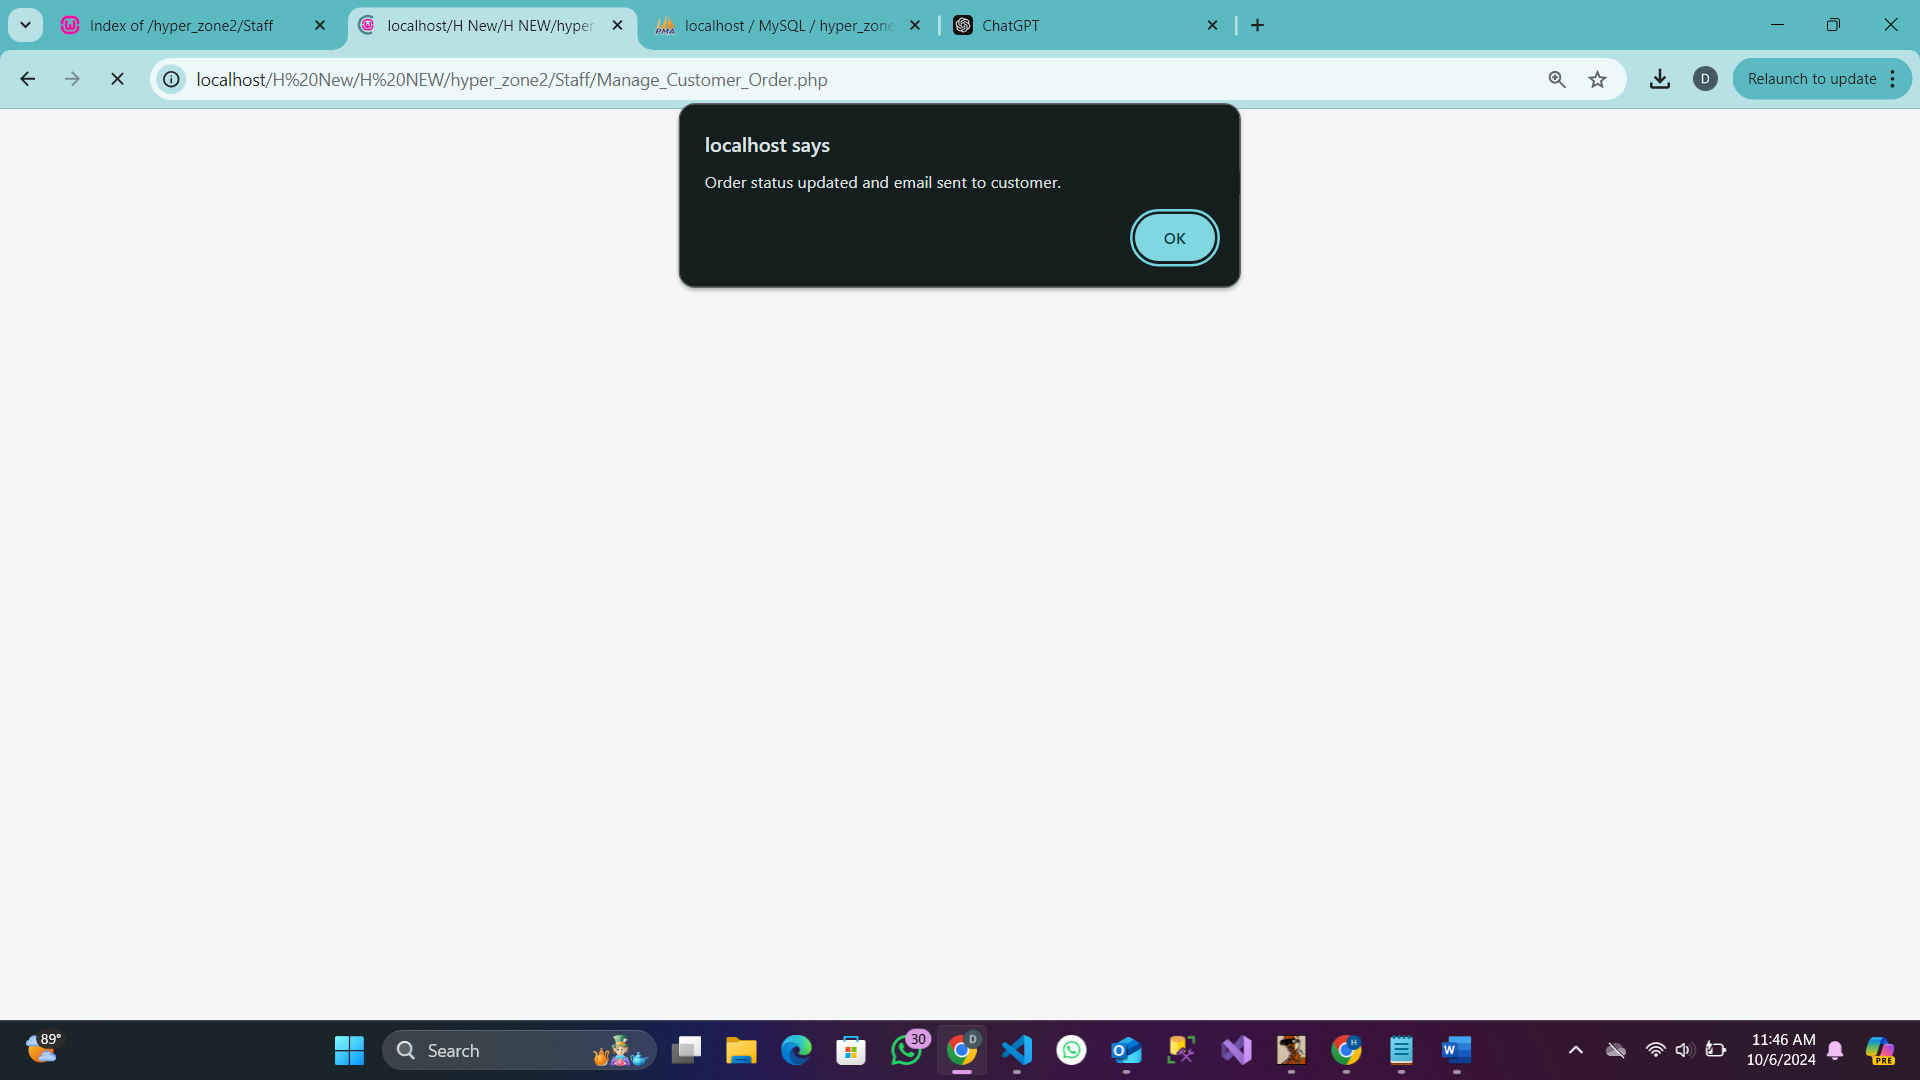 Index of /hyper_zone2/Staff
localhost/H New/H NEW/hyper_
localhost / MySQL / hyper_zone
ChatGPT
localhost/H%20New/H%20NEW/hyper_zone2/Staff/Manage_Customer_Order.php
D
Relaunch to update
localhost says
Order status updated and email sent to customer.
OK
89°
Search
30
D
H
11:46 AM
10/6/2024
PRE